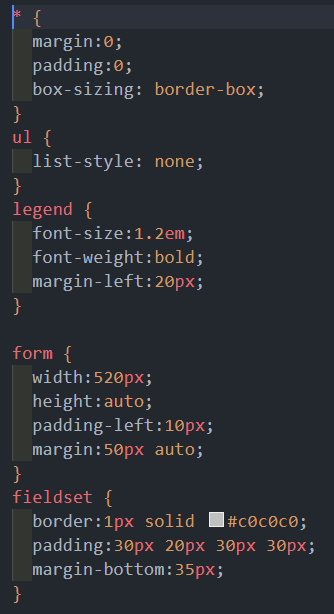 * {
margin:0;
padding:0;
box-sizing: border-box;
}
ul {
list-style: none;
}
legend {
font-size:1.2em;
font-weight:bold;
margin-left:20px;
}
form {
width:520px;
height:auto;
padding-left:10px;
margin:50px auto;
}
fieldset {
border:1px solid #c0c0c0;
padding:30px 20px 30px 30px;
margin-bottom:35px;
}